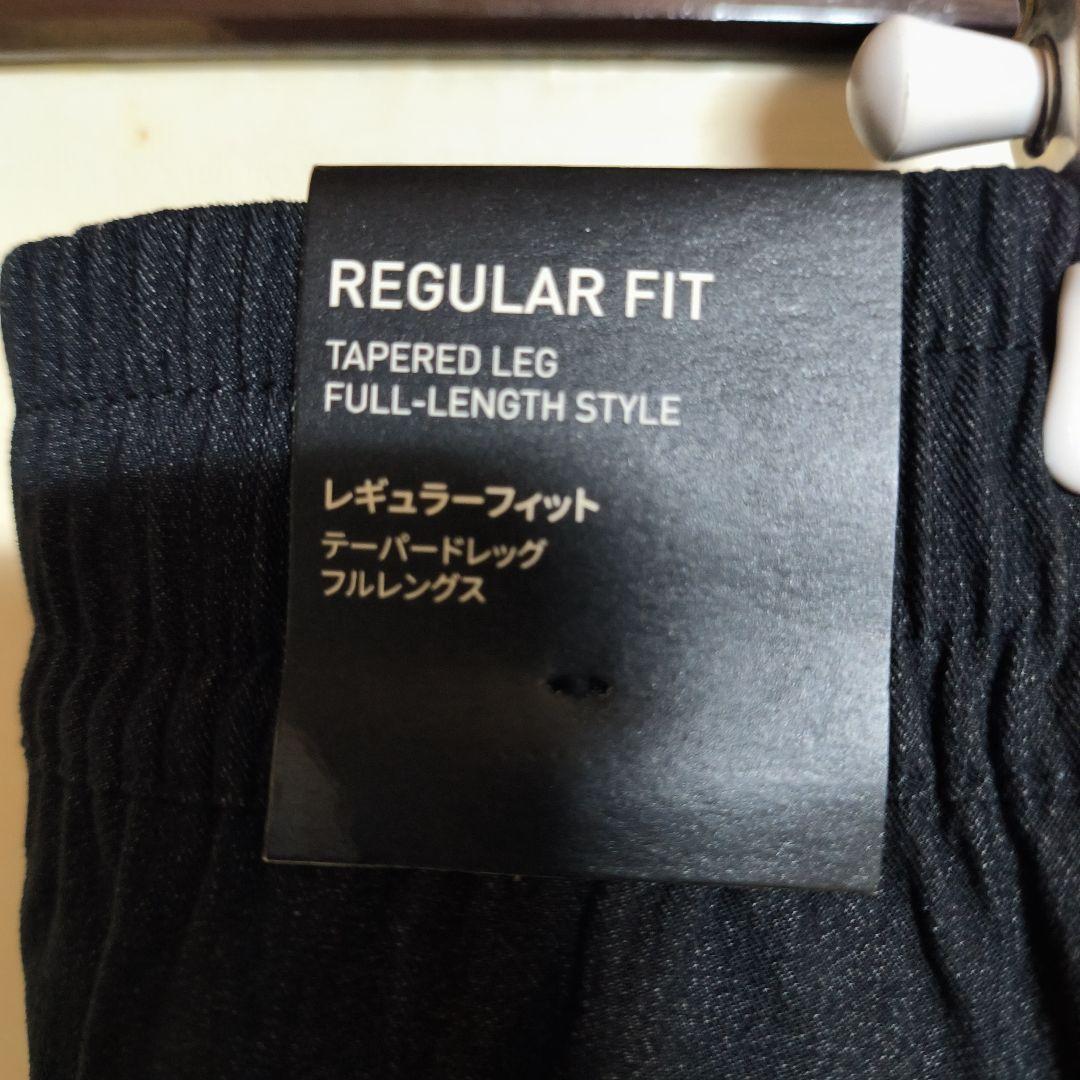 REGULAR FIT
TAPERED LEG
FULL-LENGTH STYLE
レギュラーフィット
テーパードレッグ
フルレングス